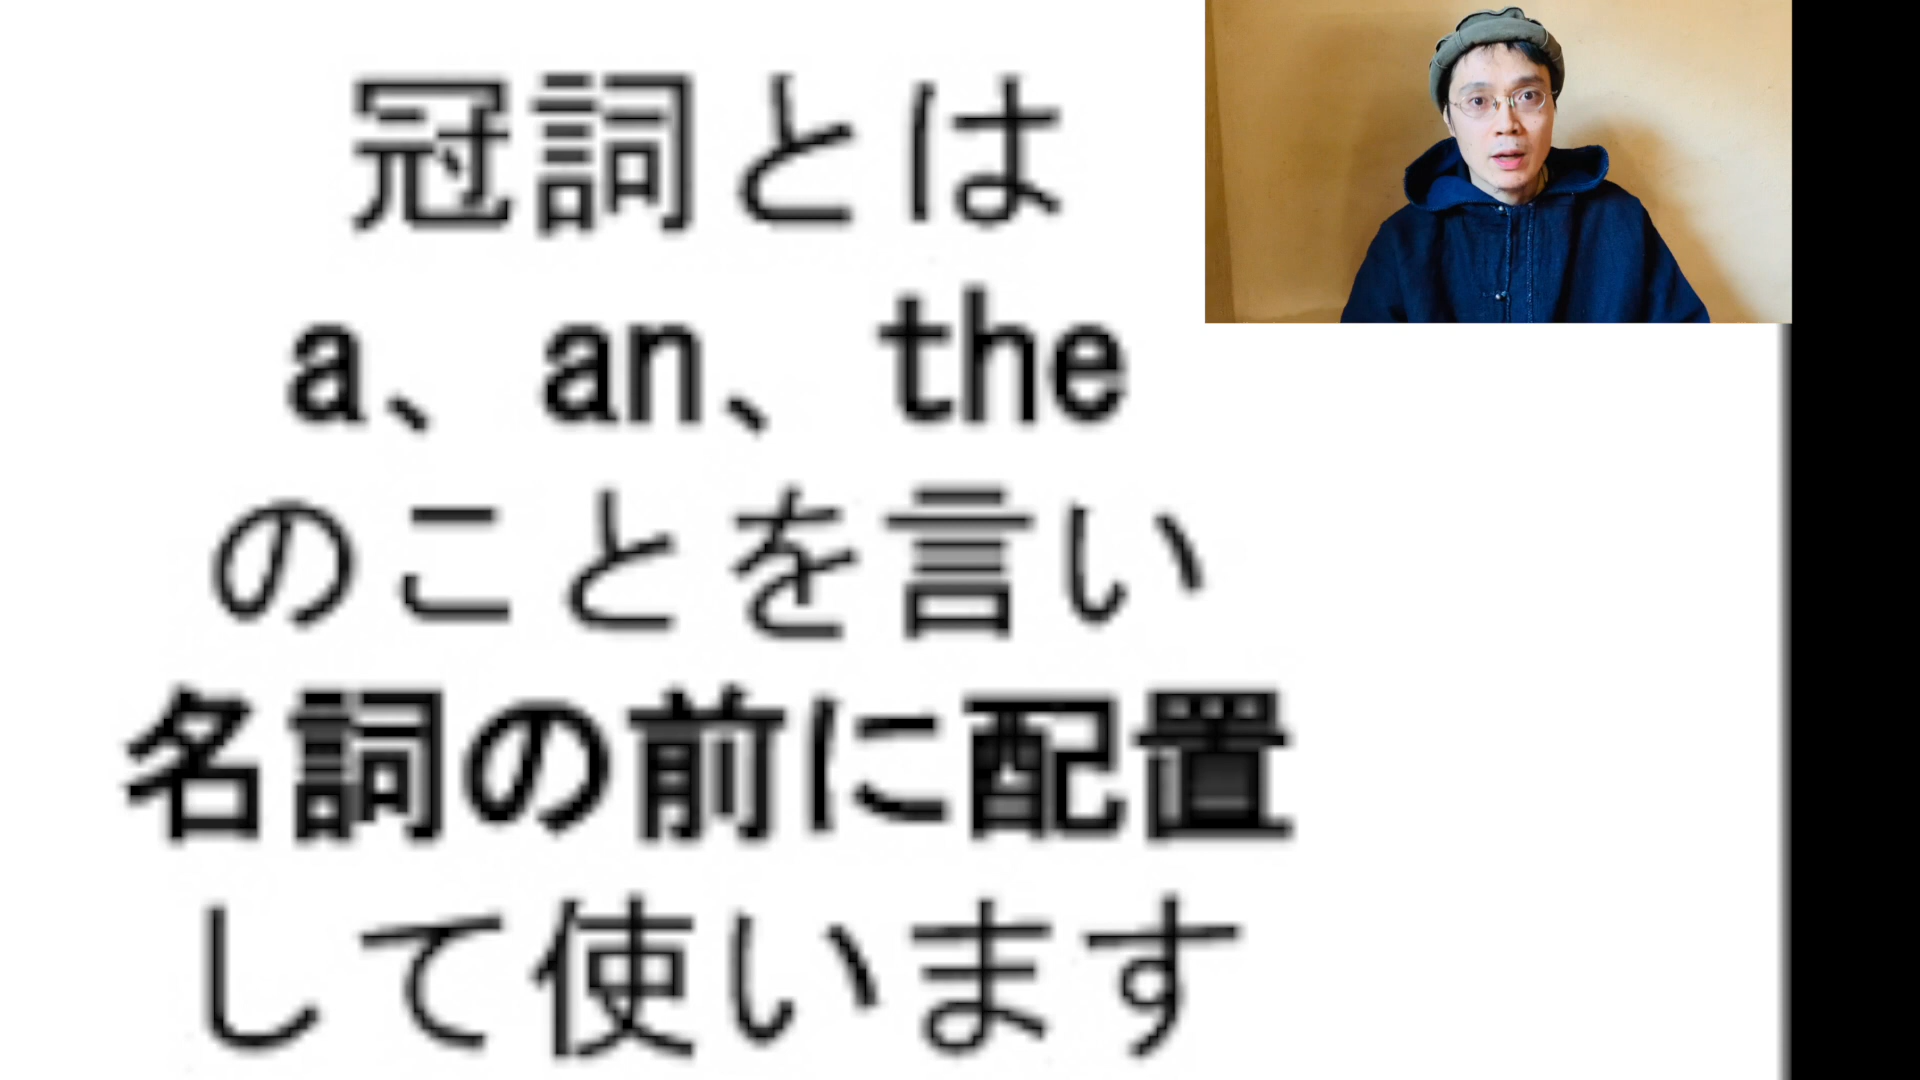 冠詞とは
a、an、the
のことを言い
名詞の前に配置
して使います